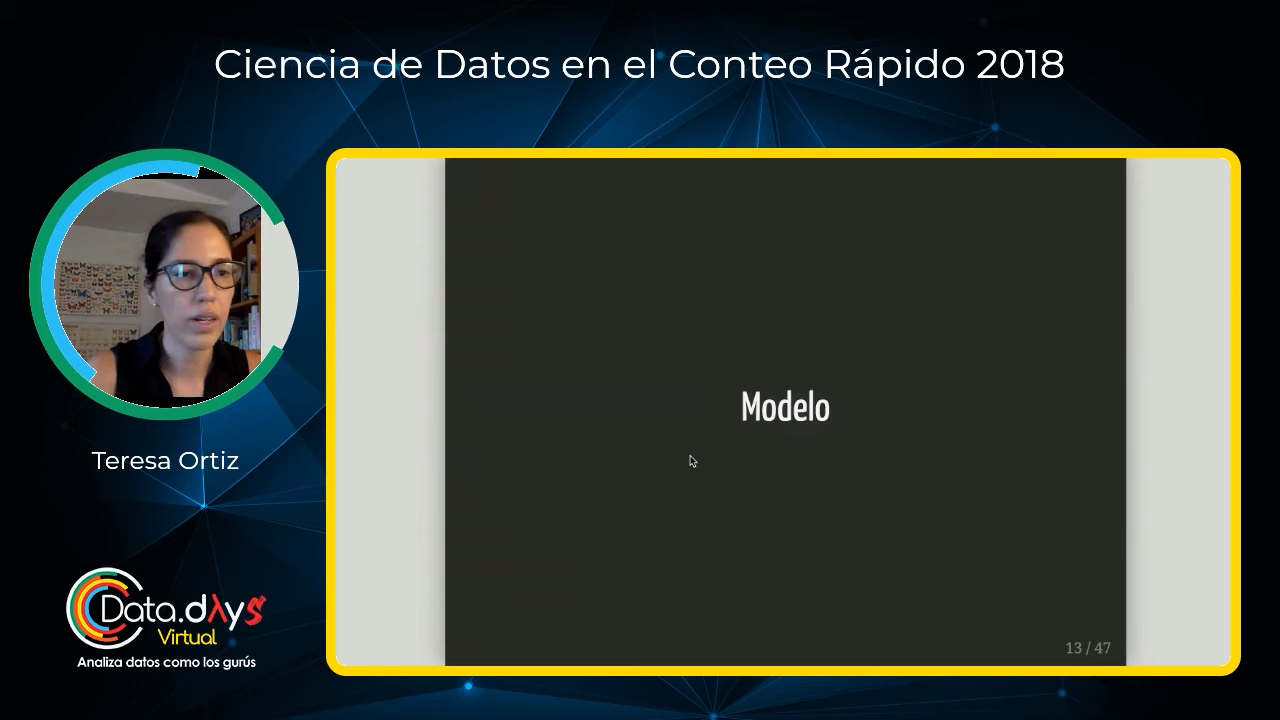 Ciencia de Datos en el Conteo Rápido 2018
Modelo
Teresa Ortiz
13 / 47
Data.dAyS
Virtual
Analiza datos como los gurús